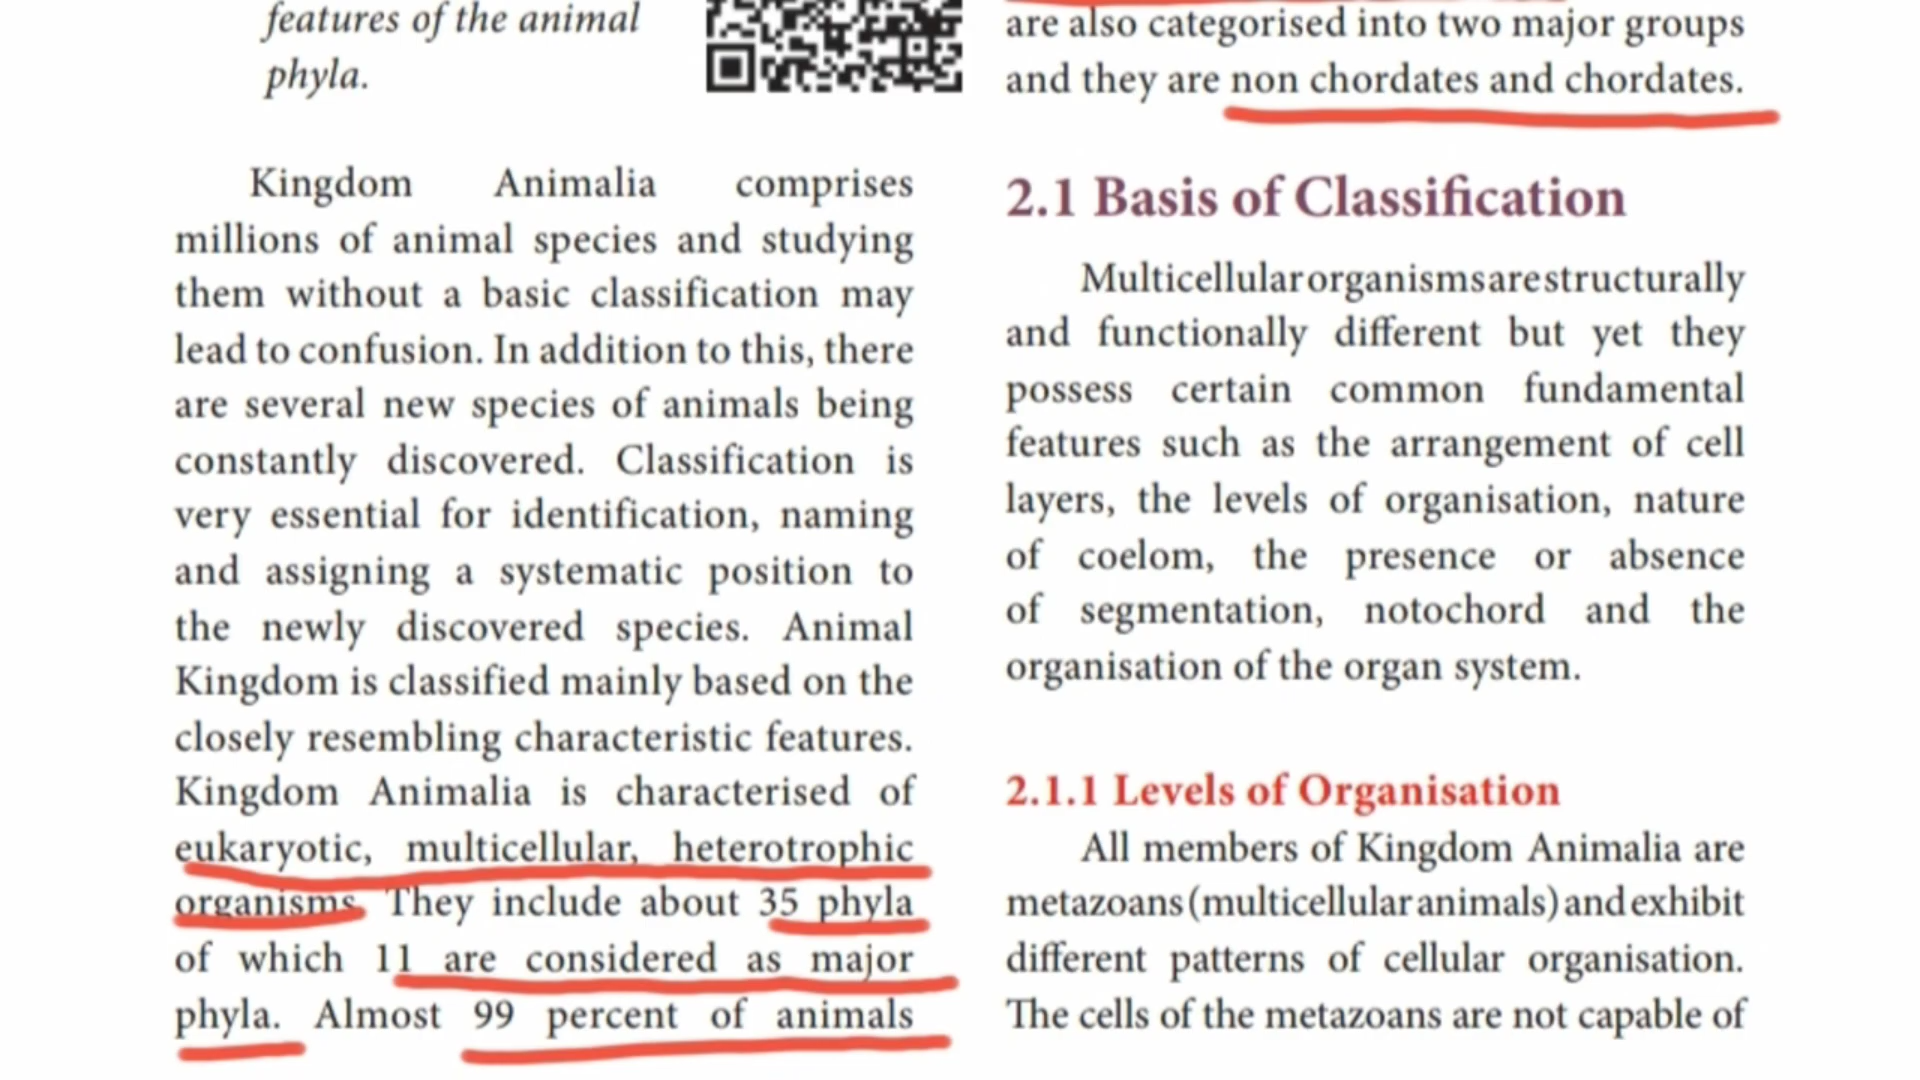 features of the animal
phyla.
Kingdom Animalia comprises
millions of animal species and studying
them without a basic classification may
lead to confusion. In addition to this, there
are several new species of animals being
constantly discovered. Classification is
very essential for identification, naming
and assigning a systematic position to
the newly discovered species. Animal
Kingdom is classified mainly based on the
closely resembling characteristic features.
Kingdom Animalia is characterised of
eukaryotic, multicellular, heterotrophic
organisms. They include about 35 phyla
of which 11 are considered as major
phyla. Almost 99 percent of animals
are also categorised into two major groups
and they are non chordates and chordates.
2.1 Basis of Classification
Multicellular organisms are structurally
and functionally different but yet they
possess certain common fundamental
features such as the arrangement of cell
layers, the levels of organisation, nature
of coelom, the presence or absence
of segmentation, notochord and the
organisation of the organ system.
2.1.1 Levels of Organisation
All members of Kingdom Animalia are
metazoans (multicellular animals) and exhibit
different patterns of cellular organisation.
The cells of the metazoans are not capable of